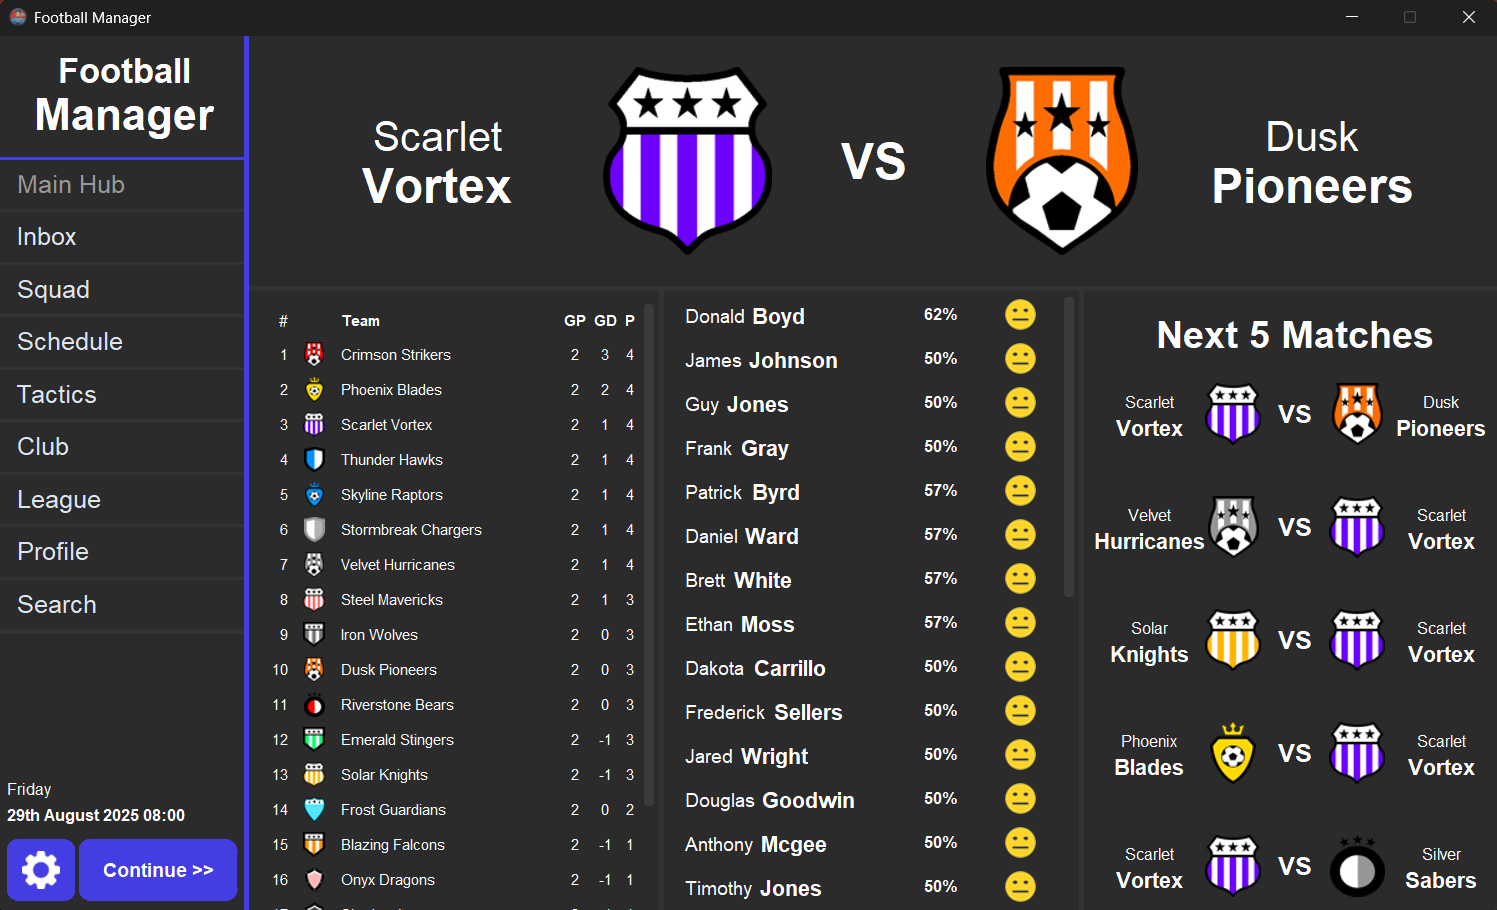 Football Manager
Football
Manager
Main Hub
Inbox
Squad
Schedule
Tactics
Club
League
Profile
Search
Friday
29th August 2025 08:00
Continue >>
Scarlet
Vortex
VS
Dusk
Pioneers
# Team GP GD P
1 Crimson Strikers 2 3 4
2 Phoenix Blades 2 2 4
3 Scarlet Vortex 2 1 4
4 Thunder Hawks 2 1 4
5 Skyline Raptors 2 1 4
6 Stormbreak Chargers 2 1 4
7 Velvet Hurricanes 2 1 4
8 Steel Mavericks 2 1 3
9 Iron Wolves 2 0 3
10 Dusk Pioneers 2 0 3
11 Riverstone Bears 2 0 3
12 Emerald Stingers 2 -1 3
13 Solar Knights 2 -1 3
14 Frost Guardians 2 0 2
15 Blazing Falcons 2 -1 1
16 Onyx Dragons 2 -1 1
Donald Boyd 62%
James Johnson 50%
Guy Jones 50%
Frank Gray 50%
Patrick Byrd 57%
Daniel Ward 57%
Brett White 57%
Ethan Moss 57%
Dakota Carrillo 50%
Frederick Sellers 50%
Jared Wright 50%
Douglas Goodwin 50%
Anthony Mcgee 50%
Timothy Jones 50%
Next 5 Matches
Scarlet
Vortex
VS
Dusk
Pioneers
Velvet
Hurricanes
VS
Scarlet
Vortex
Solar
Knights
VS
Scarlet
Vortex
Phoenix
Blades
VS
Scarlet
Vortex
Scarlet
Vortex
VS
Silver
Sabers